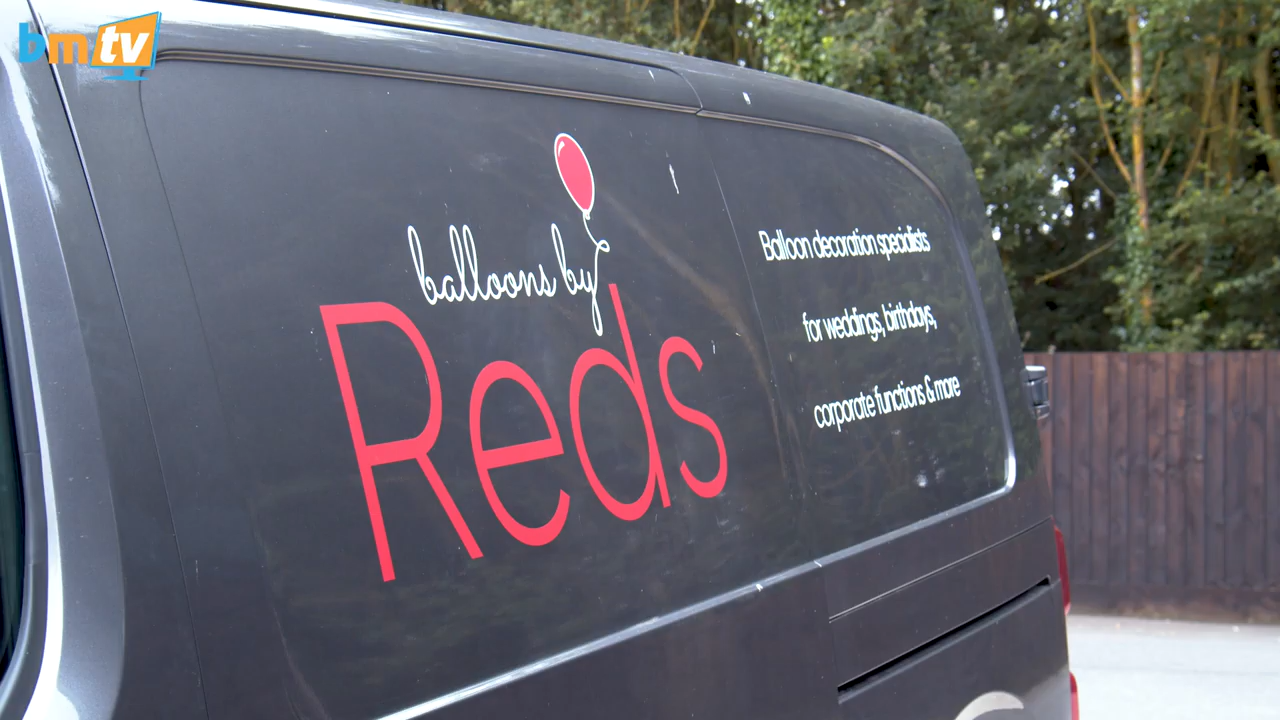 bmtv
balloons by
Reds
Balloon decoration specialists
for weddings, birthdays,
corporate functions & more